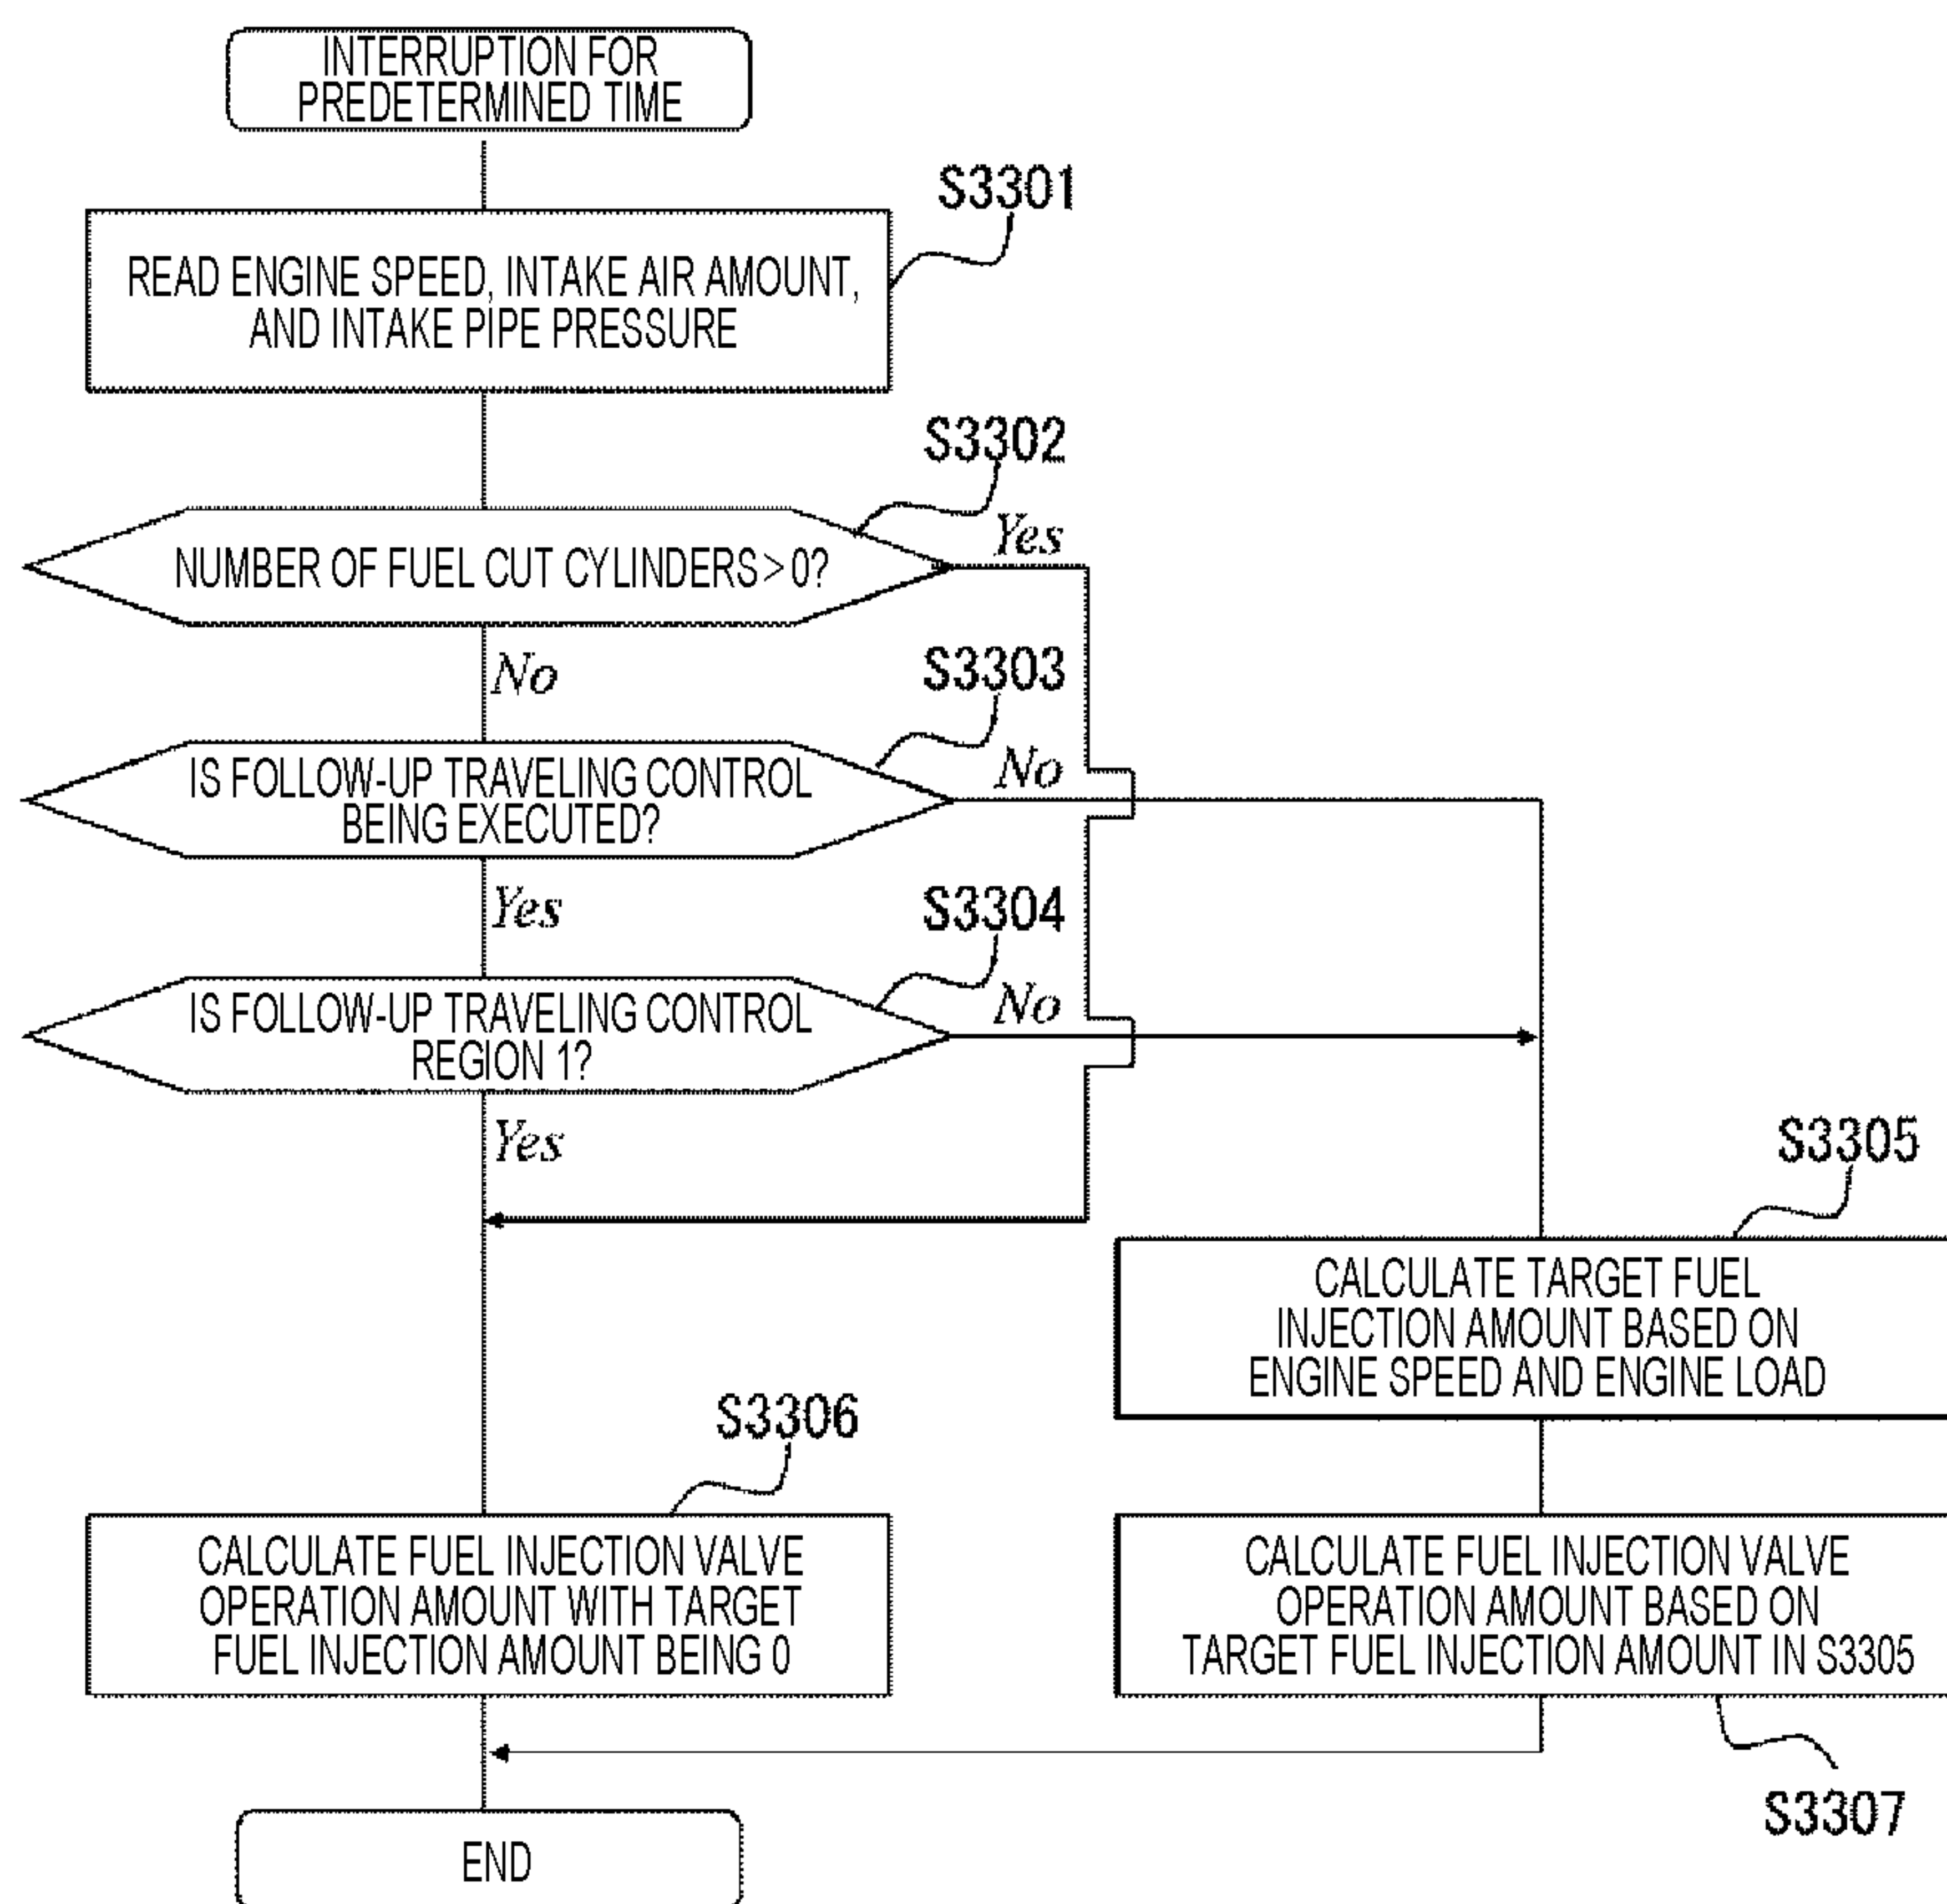 INTERRUPTION FOR
PREDETERMINED TIME
S3301
READ ENGINE SPEED, INTAKE AIR AMOUNT,
AND INTAKE PIPE PRESSURE
S3302
NUMBER OF FUEL CUT CYLINDERS > 0?
Yes
No
S3303
IS FOLLOW-UP TRAVELING CONTROL
BEING EXECUTED?
No
Yes
S3304
IS FOLLOW-UP TRAVELING CONTROL
REGION 1?
No
Yes
S3305
CALCULATE TARGET FUEL
INJECTION AMOUNT BASED ON
ENGINE SPEED AND ENGINE LOAD
S3306
CALCULATE FUEL INJECTION VALVE
OPERATION AMOUNT WITH TARGET
FUEL INJECTION AMOUNT BEING 0
CALCULATE FUEL INJECTION VALVE
OPERATION AMOUNT BASED ON
TARGET FUEL INJECTION AMOUNT IN S3305
S3307
END